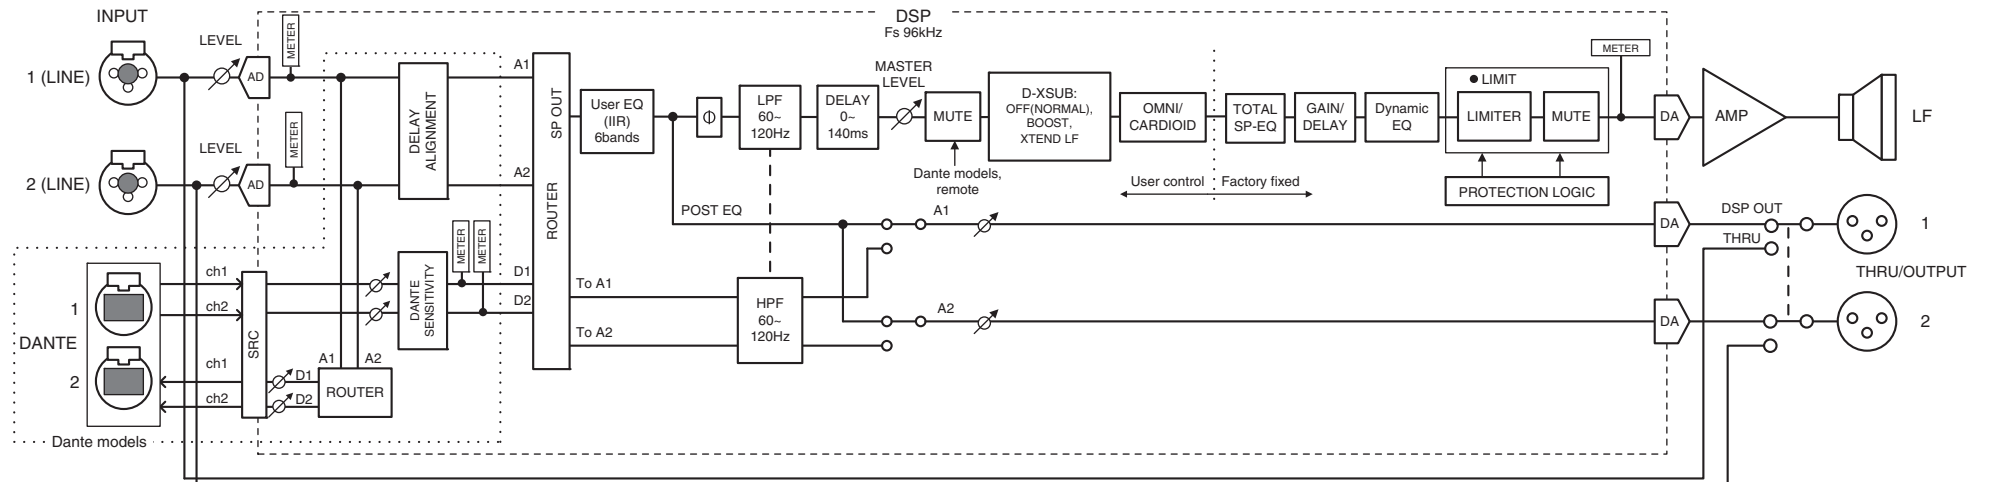 INPUT
DSP
Fs 96kHz
1 (LINE)
LEVEL
AD
METER
2 (LINE)
LEVEL
AD
METER
DELAY
ALIGNMENT
A1
A2
SP OUT
ROUTER
User EQ
(IIR)
6bands
Φ
LPF
60~
120Hz
DELAY
0~
140ms
MASTER
LEVEL
MUTE
Dante models,
remote
D-XSUB:
OFF(NORMAL),
BOOST,
XTEND LF
OMNI/
CARDIOID
User control
Factory fixed
TOTAL
SP-EQ
GAIN/
DELAY
Dynamic
EQ
● LIMIT
LIMITER
MUTE
PROTECTION LOGIC
METER
DA
AMP
LF
POST EQ
A1
DA
DSP OUT
THRU
1
THRU/OUTPUT
To A1
To A2
HPF
60~
120Hz
A2
DA
2
DANTE
1
2
ch1
ch2
ch1
ch2
SRC
DANTE
SENSITIVITY
METER
METER
D1
D2
A1
A2
D1
D2
ROUTER
Dante models